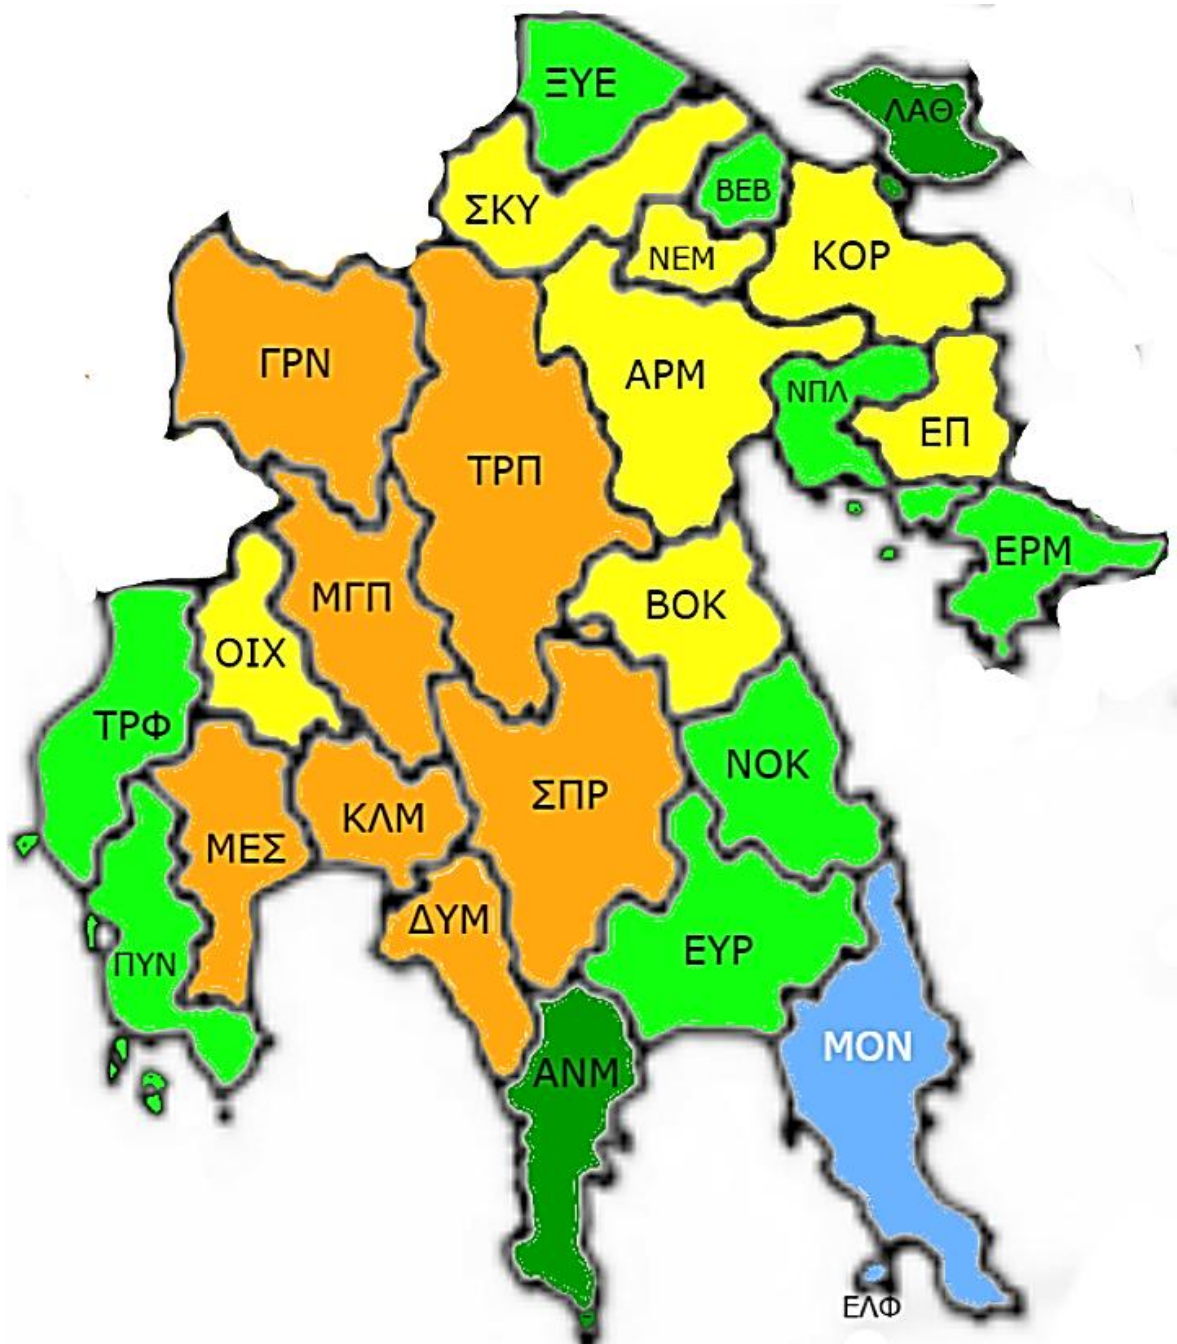 ΞΥΕ
ΛΑΘ
ΣΚΥ
ΒΕΒ
ΝΕΜ
ΚΟΡ
ΓΡΝ
ΑΡΜ
ΝΠΛ
ΕΠ
ΤΡΠ
ΕΡΜ
ΜΓΠ
ΒΟΚ
ΟΙΧ
ΤΡΦ
ΝΟΚ
ΣΠΡ
ΚΛΜ
ΜΕΣ
ΔΥΜ
ΕΥΡ
ΠΥΝ
ΜΟΝ
ΑΝΜ
ΕΛΦ